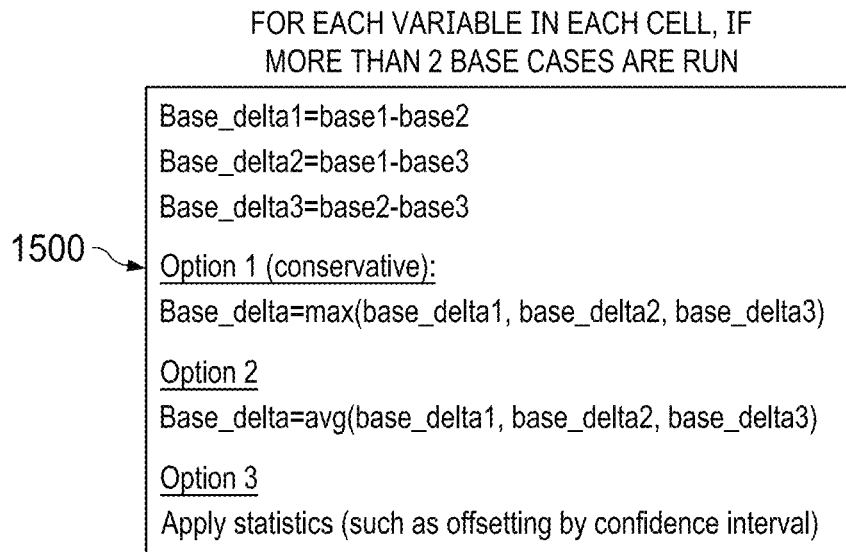 FOR EACH VARIABLE IN EACH CELL, IF
MORE THAN 2 BASE CASES ARE RUN
Base_delta1=base1-base2
Base_delta2=base1-base3
Base_delta3=base2-base3
1500
Option 1 (conservative):
Base_delta=max(base_delta1, base_delta2, base_delta3)
Option 2
Base_delta=avg(base_delta1, base_delta2, base_delta3)
Option 3
Apply statistics (such as offsetting by confidence interval)